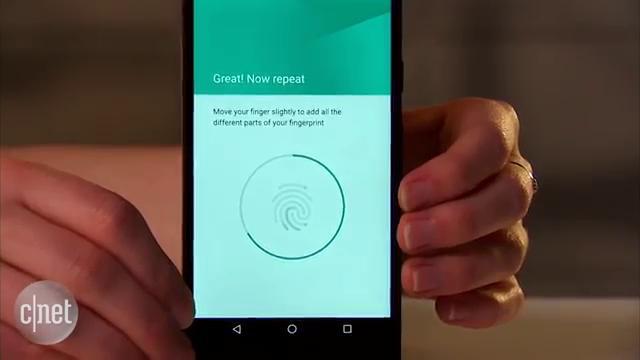 Great! Now repeat
Move your finger slightly to add all the
different parts of your fingerprint
c|net